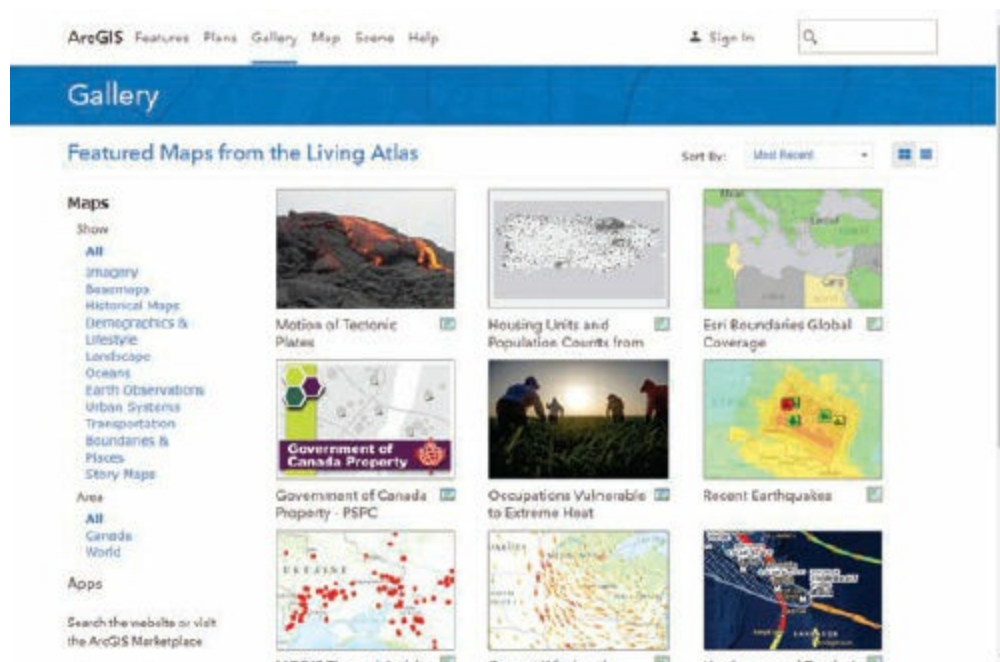 ArcGIS Features Plans Gallery Map Scene Help
Sign In
Gallery
Featured Maps from the Living Atlas
Sort By: Most Recent
Maps
Show
All
Imagery
Basemaps
Historical Maps
Demographics &
Lifestyle
Landscape
Oceans
Earth Observations
Urban Systems
Transportation
Boundaries &
Places
Story Maps
Area
All
Canada
World
Apps
Search the website or visit
the ArcGIS Marketplace
Motion of Tectonic
Plates
Housing Units and
Population Counts from
Esri Boundaries Global
Coverage
Government of
Canada Property
Government of Canada
Property - PSPC
Occupations Vulnerable
to Extreme Heat
Recent Earthquakes
UKRAINE